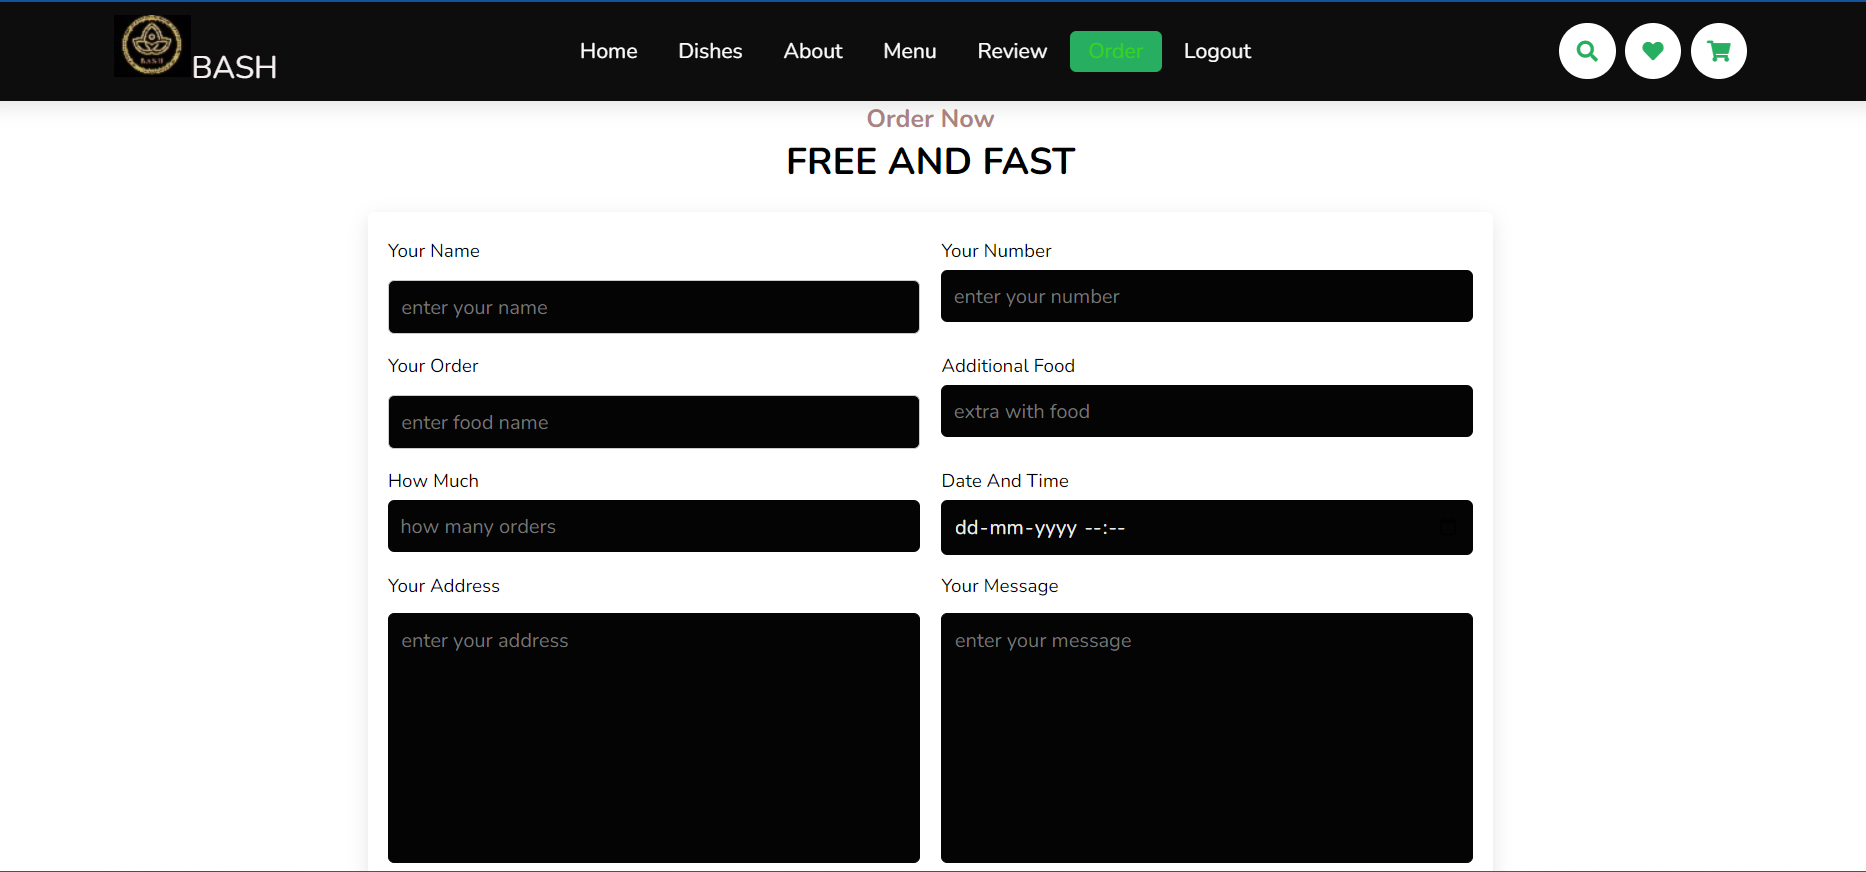 BASH
BASH
Home Dishes About Menu Review Order Logout
Order Now
FREE AND FAST
Your Name Your Number
enter your name enter your number
Your Order Additional Food
enter food name extra with food
How Much Date And Time
how many orders dd-mm-yyyy --:--
Your Address Your Message
enter your address enter your message